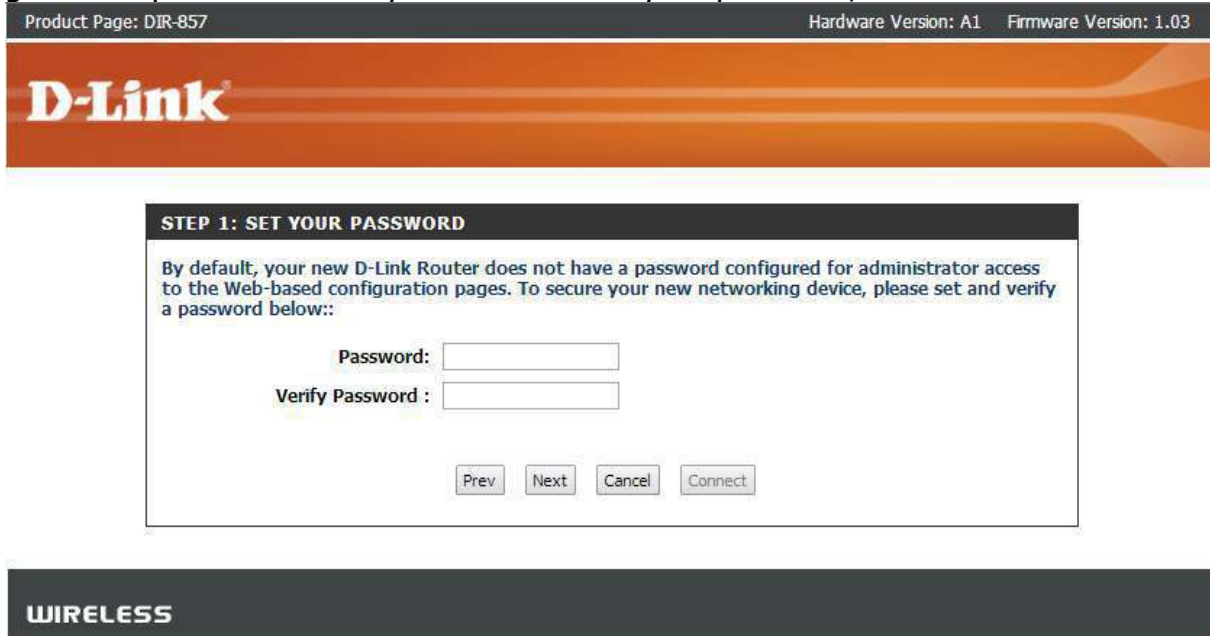 Product Page: DIR-857 Hardware Version: A1 Firmware Version: 1.03
D-Link
STEP 1: SET YOUR PASSWORD
By default, your new D-Link Router does not have a password configured for administrator access
to the Web-based configuration pages. To secure your new networking device, please set and verify
a password below::
Password:
Verify Password :
Prev Next Cancel Connect
WIRELESS